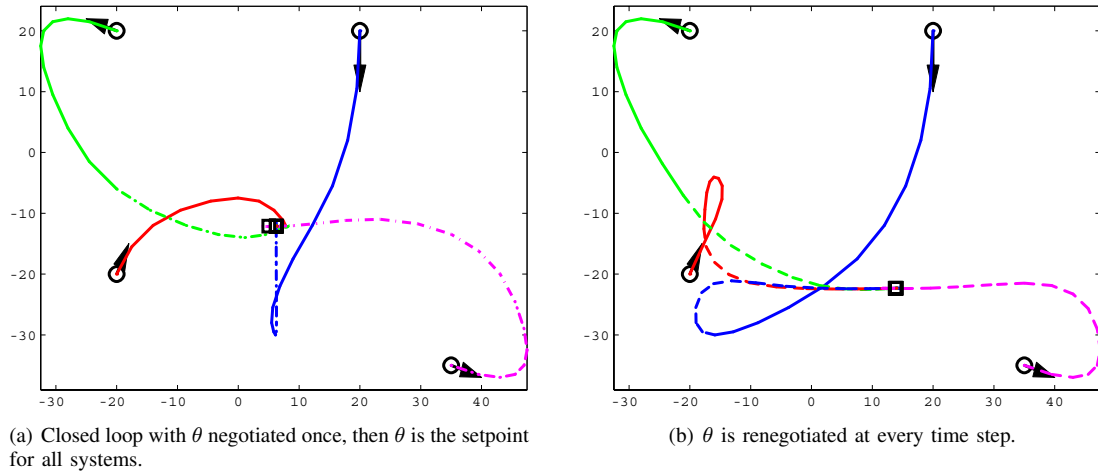 20
10
0
-10
-20
-30
-30 -20 -10 0 10 20 30 40
20
10
0
-10
-20
-30
-30 -20 -10 0 10 20 30 40
(a) Closed loop with θ negotiated once, then θ is the setpoint
for all systems.
(b) θ is renegotiated at every time step.